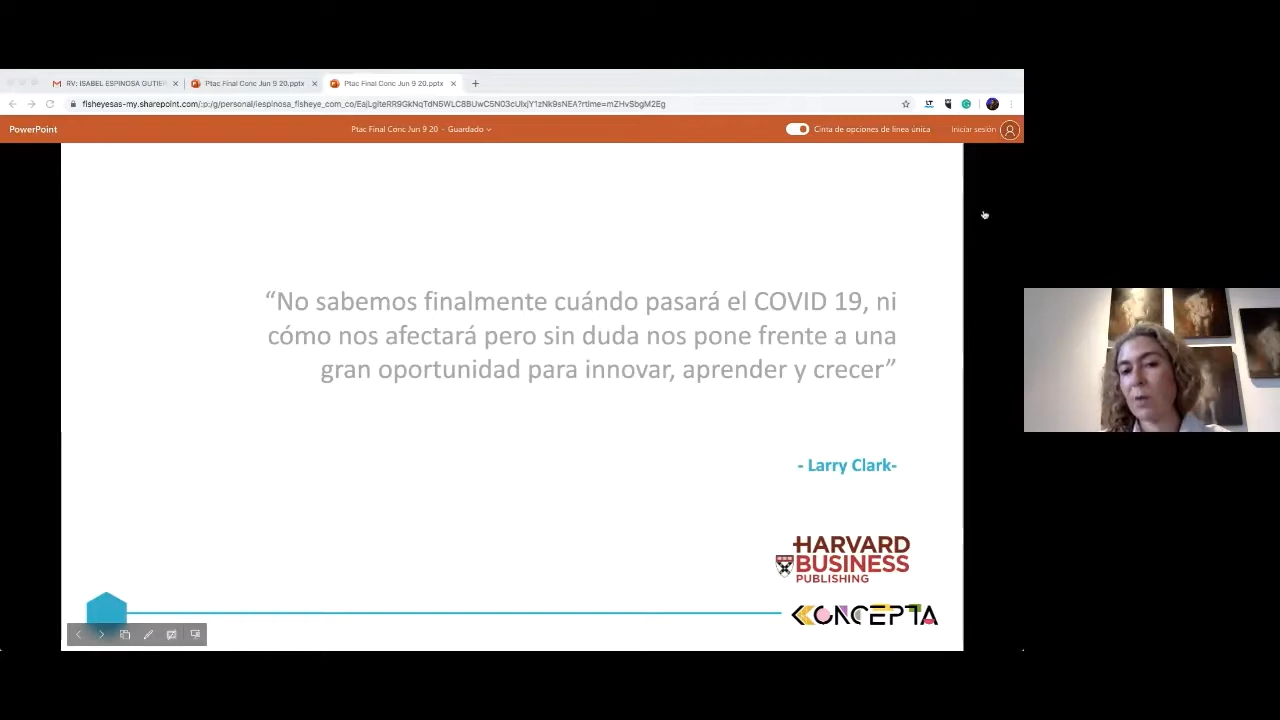 RV: ISABEL ESPINOSA GUTIER
Ptac Final Conc Jun 9 20.pptx
Ptac Final Conc Jun 9 20.pptx
PowerPoint
Ptac Final Conc Jun 9 20 - Guardado
Cinta de opciones de línea única
Iniciar sesión
“No sabemos finalmente cuándo pasará el COVID 19, ni
cómo nos afectará pero sin duda nos pone frente a una
gran oportunidad para innovar, aprender y crecer”
- Larry Clark-
HARVARD
BUSINESS
PUBLISHING
KONCEPTA